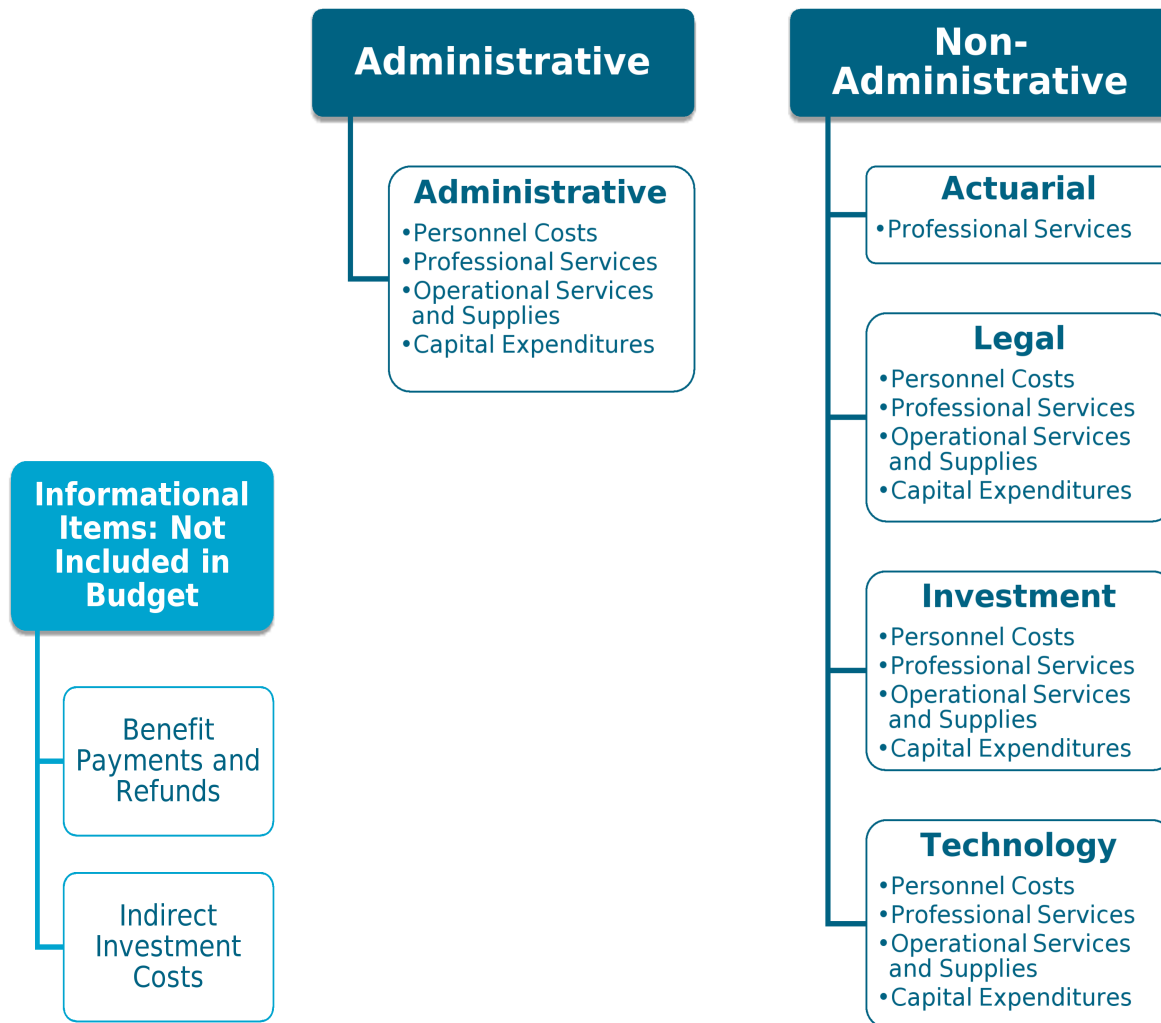 Administrative
Administrative
•Personnel Costs
•Professional Services
•Operational Services
and Supplies
•Capital Expenditures
Non-
Administrative
Actuarial
•Professional Services
Legal
•Personnel Costs
•Professional Services
•Operational Services
and Supplies
•Capital Expenditures
Investment
•Personnel Costs
•Professional Services
•Operational Services
and Supplies
•Capital Expenditures
Technology
•Personnel Costs
•Professional Services
•Operational Services
and Supplies
•Capital Expenditures
Informational
Items: Not
Included in
Budget
Benefit
Payments and
Refunds
Indirect
Investment
Costs